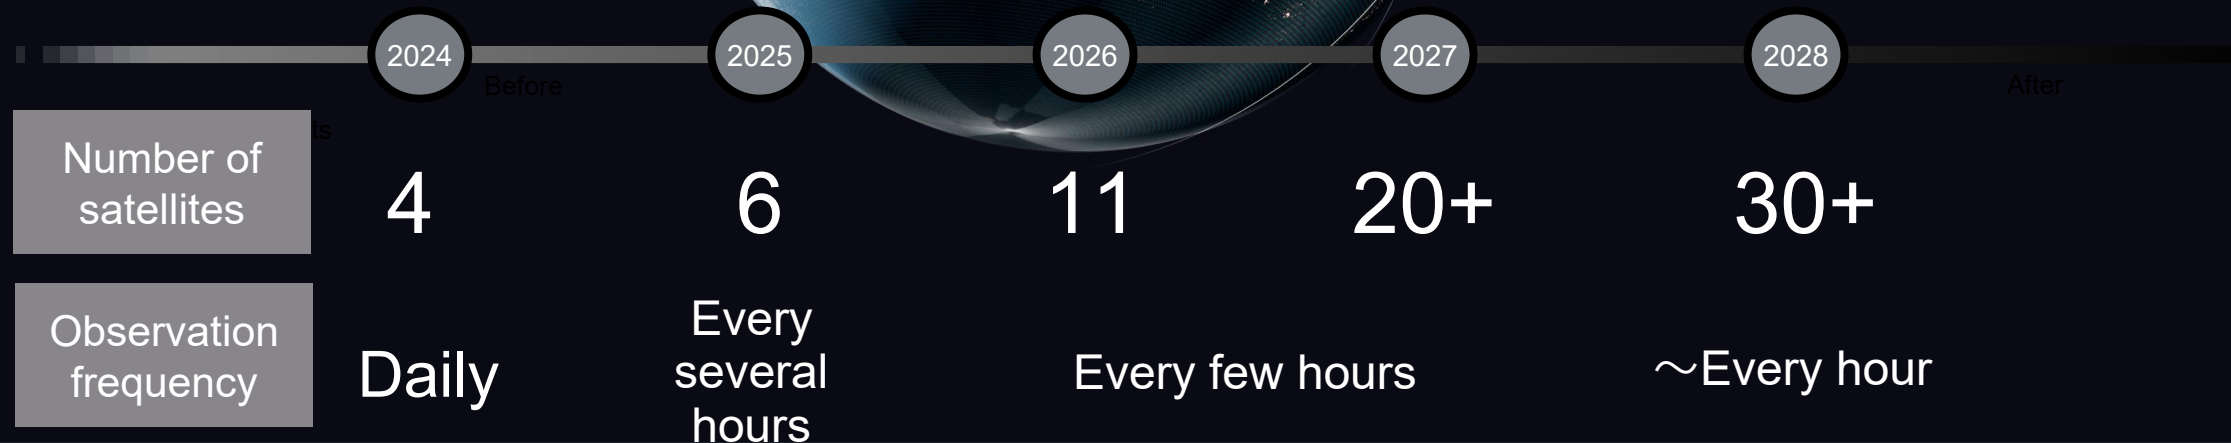 2024
2025
2026
2027
2028
Before
After
ts
Number of
satellites
4
6
11
20+
30+
Observation
frequency
Daily
Every
several
hours
Every few hours
～Every hour